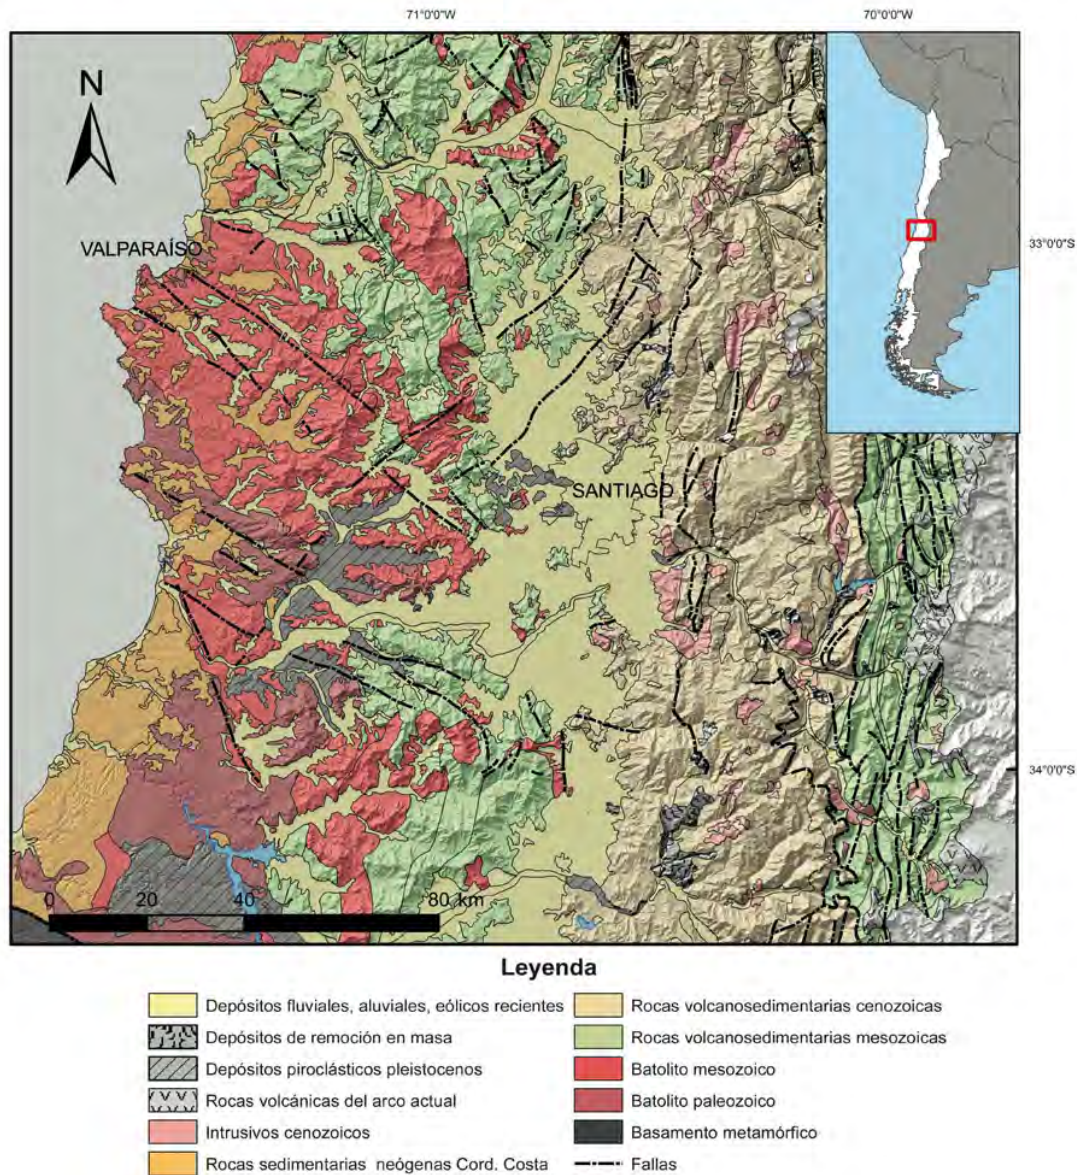 71°0'0"W
70°0'0"W
N
VALPARAÍSO
33°0'0"S
SANTIAGO
34°0'0"S
0 20 40 80 km
Leyenda
Depósitos fluviales, aluviales, eólicos recientes
Depósitos de remoción en masa
Depósitos piroclásticos pleistocenos
Rocas volcánicas del arco actual
Intrusivos cenozoicos
Rocas sedimentarias neógenas Cord. Costa
Rocas volcanosedimentarias cenozoicas
Rocas volcanosedimentarias mesozoicas
Batolito mesozoico
Batolito paleozoico
Basamento metamórfico
Fallas